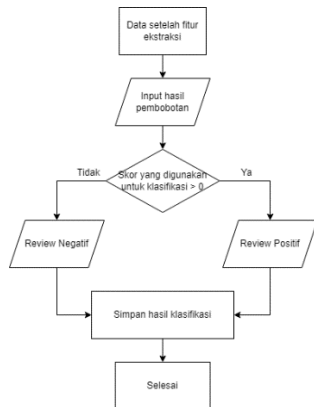 Data setelah fitur
ekstraksi
Input hasil
pembobotan
Skor yang digunakan
untuk klasifikasi > 0
Tidak
Ya
Review Negatif
Review Positif
Simpan hasil klasifikasi
Selesai